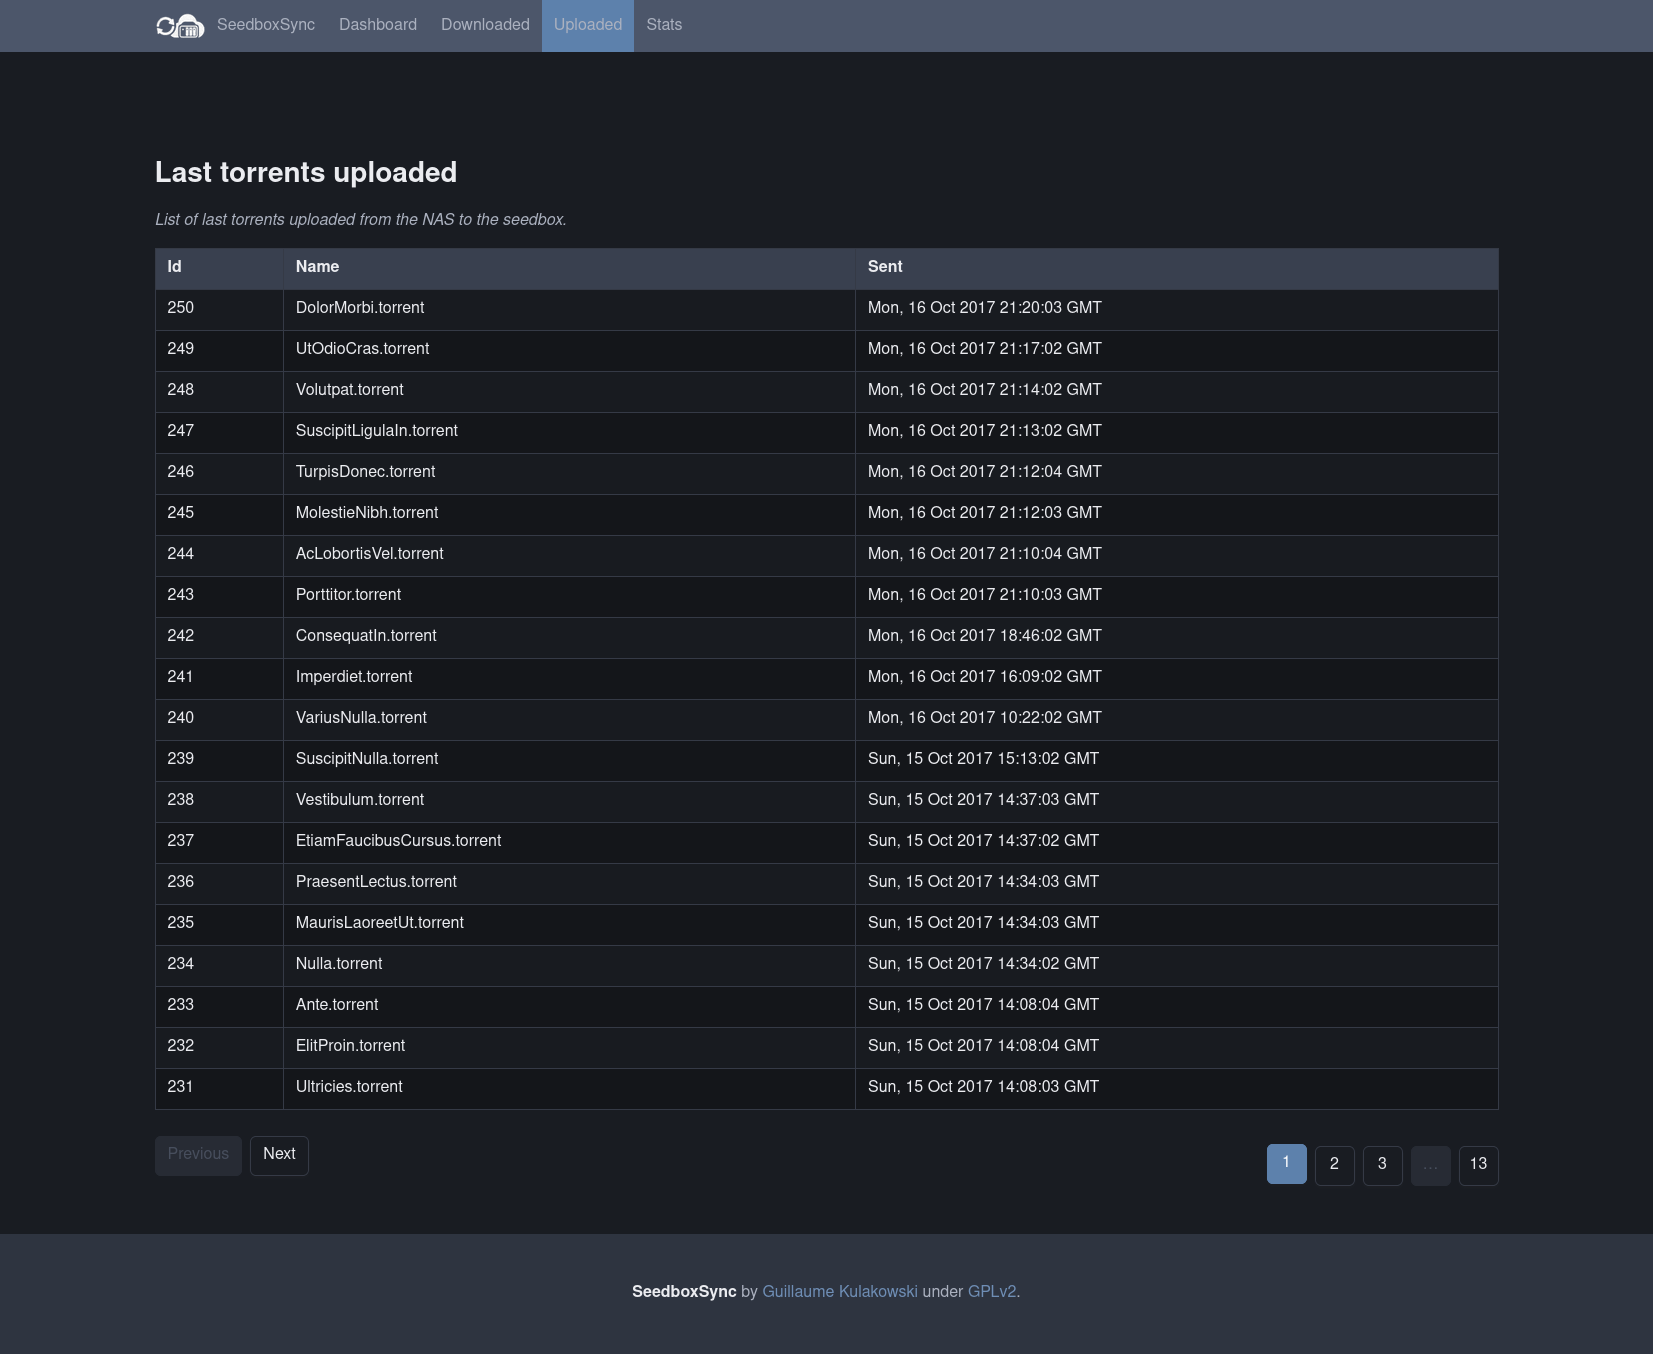 SeedboxSync Dashboard Downloaded Uploaded Stats
Last torrents uploaded
List of last torrents uploaded from the NAS to the seedbox.
Id Name Sent
250 DolorMorbi.torrent Mon, 16 Oct 2017 21:20:03 GMT
249 UtOdioCras.torrent Mon, 16 Oct 2017 21:17:02 GMT
248 Volutpat.torrent Mon, 16 Oct 2017 21:14:02 GMT
247 SuscipitLigulaIn.torrent Mon, 16 Oct 2017 21:13:02 GMT
246 TurpisDonec.torrent Mon, 16 Oct 2017 21:12:04 GMT
245 MolestieNibh.torrent Mon, 16 Oct 2017 21:12:03 GMT
244 AcLobortisVel.torrent Mon, 16 Oct 2017 21:10:04 GMT
243 Porttitor.torrent Mon, 16 Oct 2017 21:10:03 GMT
242 ConsequatIn.torrent Mon, 16 Oct 2017 18:46:02 GMT
241 Imperdiet.torrent Mon, 16 Oct 2017 16:09:02 GMT
240 VariusNulla.torrent Mon, 16 Oct 2017 10:22:02 GMT
239 SuscipitNulla.torrent Sun, 15 Oct 2017 15:13:02 GMT
238 Vestibulum.torrent Sun, 15 Oct 2017 14:37:03 GMT
237 EtiamFaucibusCursus.torrent Sun, 15 Oct 2017 14:37:02 GMT
236 PraesentLectus.torrent Sun, 15 Oct 2017 14:34:03 GMT
235 MaurisLaoreetUt.torrent Sun, 15 Oct 2017 14:34:03 GMT
234 Nulla.torrent Sun, 15 Oct 2017 14:34:02 GMT
233 Ante.torrent Sun, 15 Oct 2017 14:08:04 GMT
232 ElitProin.torrent Sun, 15 Oct 2017 14:08:04 GMT
231 Ultricies.torrent Sun, 15 Oct 2017 14:08:03 GMT
Previous Next 1 2 3 … 13
SeedboxSync by Guillaume Kulakowski under GPLv2.